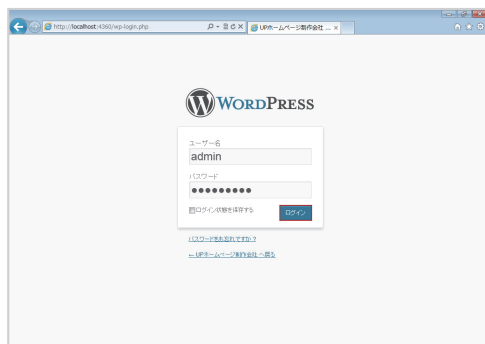 http://localhost:4360/wp-login.php
UPホームページ制作会社 ...
WORDPRESS
ユーザー名
admin
パスワード
●●●●●●●●●
ログイン状態を保存する
ログイン
パスワードをお忘れですか ?
← UPホームページ制作会社 へ戻る